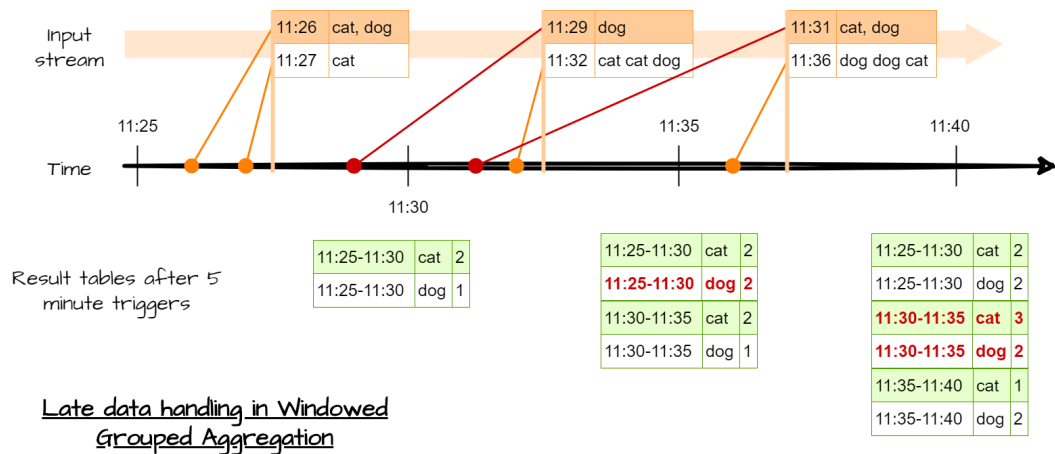 Input
stream
11:26 cat, dog
11:27 cat
11:29 dog
11:32 cat cat dog
11:31 cat, dog
11:36 dog dog cat
11:25
11:35
11:40
Time
11:30
Result tables after 5
minute triggers
11:25-11:30 cat 2
11:25-11:30 dog 1
11:25-11:30 cat 2
11:25-11:30 dog 2
11:30-11:35 cat 2
11:30-11:35 dog 1
11:25-11:30 cat 2
11:25-11:30 dog 2
11:30-11:35 cat 3
11:30-11:35 dog 2
11:35-11:40 cat 1
11:35-11:40 dog 2
Late data handling in Windowed
Grouped Aggregation